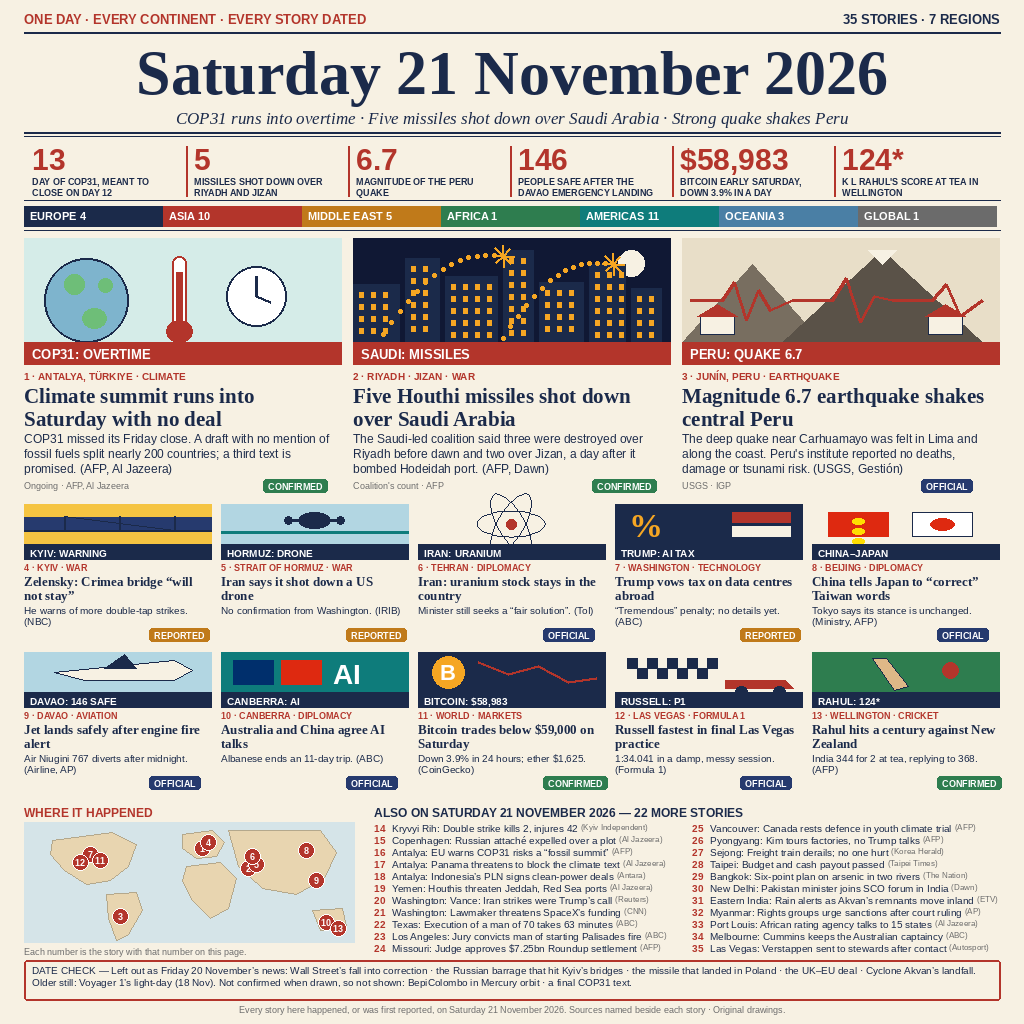 ONE DAY · EVERY CONTINENT · EVERY STORY DATED
35 STORIES · 7 REGIONS
Saturday 21 November 2026
COP31 runs into overtime · Five missiles shot down over Saudi Arabia · Strong quake shakes Peru
13
DAY OF COP31, MEANT TO
CLOSE ON DAY 12
5
MISSILES SHOT DOWN OVER
RIYADH AND JIZAN
6.7
MAGNITUDE OF THE PERU
QUAKE
146
PEOPLE SAFE AFTER THE
DAVAO EMERGENCY LANDING
$58,983
BITCOIN EARLY SATURDAY,
DOWN 3.9% IN A DAY
124*
K L RAHUL'S SCORE AT TEA IN
WELLINGTON
EUROPE 4
ASIA 10
MIDDLE EAST 5
AFRICA 1
AMERICAS 11
OCEANIA 3
GLOBAL 1
COP31: OVERTIME
1 · ANTALYA, TÜRKIYE · CLIMATE
Climate summit runs into
Saturday with no deal
COP31 missed its Friday close. A draft with no mention of
fossil fuels split nearly 200 countries; a third text is
promised. (AFP, Al Jazeera)
Ongoing · AFP, Al Jazeera
CONFIRMED
SAUDI: MISSILES
2 · RIYADH · JIZAN · WAR
Five Houthi missiles shot down
over Saudi Arabia
The Saudi-led coalition said three were destroyed over
Riyadh before dawn and two over Jizan, a day after it
bombed Hodeidah port. (AFP, Dawn)
Coalition's count · AFP
CONFIRMED
PERU: QUAKE 6.7
3 · JUNÍN, PERU · EARTHQUAKE
Magnitude 6.7 earthquake shakes
central Peru
The deep quake near Carhuamayo was felt in Lima and
along the coast. Peru's institute reported no deaths,
damage or tsunami risk. (USGS, Gestión)
USGS · IGP
OFFICIAL
KYIV: WARNING
4 · KYIV · WAR
Zelensky: Crimea bridge “will
not stay”
He warns of more double-tap strikes.
(NBC)
REPORTED
HORMUZ: DRONE
5 · STRAIT OF HORMUZ · WAR
Iran says it shot down a US
drone
No confirmation from Washington. (IRIB)
REPORTED
IRAN: URANIUM
6 · TEHRAN · DIPLOMACY
Iran: uranium stock stays in the
country
Minister still seeks a “fair solution”. (ToI)
OFFICIAL
%
TRUMP: AI TAX
7 · WASHINGTON · TECHNOLOGY
Trump vows tax on data centres
abroad
“Tremendous” penalty; no details yet.
(ABC)
REPORTED
CHINA–JAPAN
8 · BEIJING · DIPLOMACY
China tells Japan to “correct”
Taiwan words
Tokyo says its stance is unchanged.
(Ministry, AFP)
OFFICIAL
DAVAO: 146 SAFE
9 · DAVAO · AVIATION
Jet lands safely after engine fire
alert
Air Niugini 767 diverts after midnight.
(Airline, AP)
OFFICIAL
AI
CANBERRA: AI
10 · CANBERRA · DIPLOMACY
Australia and China agree AI
talks
Albanese ends an 11-day trip. (ABC)
OFFICIAL
B
BITCOIN: $58,983
11 · WORLD · MARKETS
Bitcoin trades below $59,000 on
Saturday
Down 3.9% in 24 hours; ether $1,625.
(CoinGecko)
CONFIRMED
RUSSELL: P1
12 · LAS VEGAS · FORMULA 1
Russell fastest in final Las Vegas
practice
1:34.041 in a damp, messy session.
(Formula 1)
OFFICIAL
RAHUL: 124*
13 · WELLINGTON · CRICKET
Rahul hits a century against New
Zealand
India 344 for 2 at tea, replying to 368.
(AFP)
CONFIRMED
WHERE IT HAPPENED
4
6
8
7
12
11
9
3
10
13
Each number is the story with that number on this page.
ALSO ON SATURDAY 21 NOVEMBER 2026 — 22 MORE STORIES
14 Kryvyi Rih: Double strike kills 2, injures 42 (Kyiv Independent)
15 Copenhagen: Russian attaché expelled over a plot (Al Jazeera)
16 Antalya: EU warns COP31 risks a “fossil summit” (AFP)
17 Antalya: Panama threatens to block the climate text (Al Jazeera)
18 Antalya: Indonesia's PLN signs clean-power deals (Antara)
19 Yemen: Houthis threaten Jeddah, Red Sea ports (Al Jazeera)
20 Washington: Vance: Iran strikes were Trump's call (Reuters)
21 Washington: Lawmaker threatens SpaceX's funding (CNN)
22 Texas: Execution of a man of 70 takes 63 minutes (ABC)
23 Los Angeles: Jury convicts man of starting Palisades fire (ABC)
24 Missouri: Judge approves $7.25bn Roundup settlement (AFP)
25 Vancouver: Canada rests defence in youth climate trial (AFP)
26 Pyongyang: Kim tours factories, no Trump talks (AFP)
27 Sejong: Freight train derails; no one hurt (Korea Herald)
28 Taipei: Budget and cash payout passed (Taipei Times)
29 Bangkok: Six-point plan on arsenic in two rivers (The Nation)
30 New Delhi: Pakistan minister joins SCO forum in India (Dawn)
31 Eastern India: Rain alerts as Akvan's remnants move inland (ETV)
32 Myanmar: Rights groups urge sanctions after court ruling (AP)
33 Port Louis: African rating agency talks to 15 states (Al Jazeera)
34 Melbourne: Cummins keeps the Australian captaincy (ABC)
35 Las Vegas: Verstappen sent to stewards after contact (Autosport)
DATE CHECK — Left out as Friday 20 November's news: Wall Street's fall into correction · the Russian barrage that hit Kyiv's bridges · the missile that landed in Poland · the UK–EU deal · Cyclone Akvan's landfall.
Older still: Voyager 1's light-day (18 Nov). Not confirmed when drawn, so not shown: BepiColombo in Mercury orbit · a final COP31 text.
Every story here happened, or was first reported, on Saturday 21 November 2026. Sources named beside each story · Original drawings.